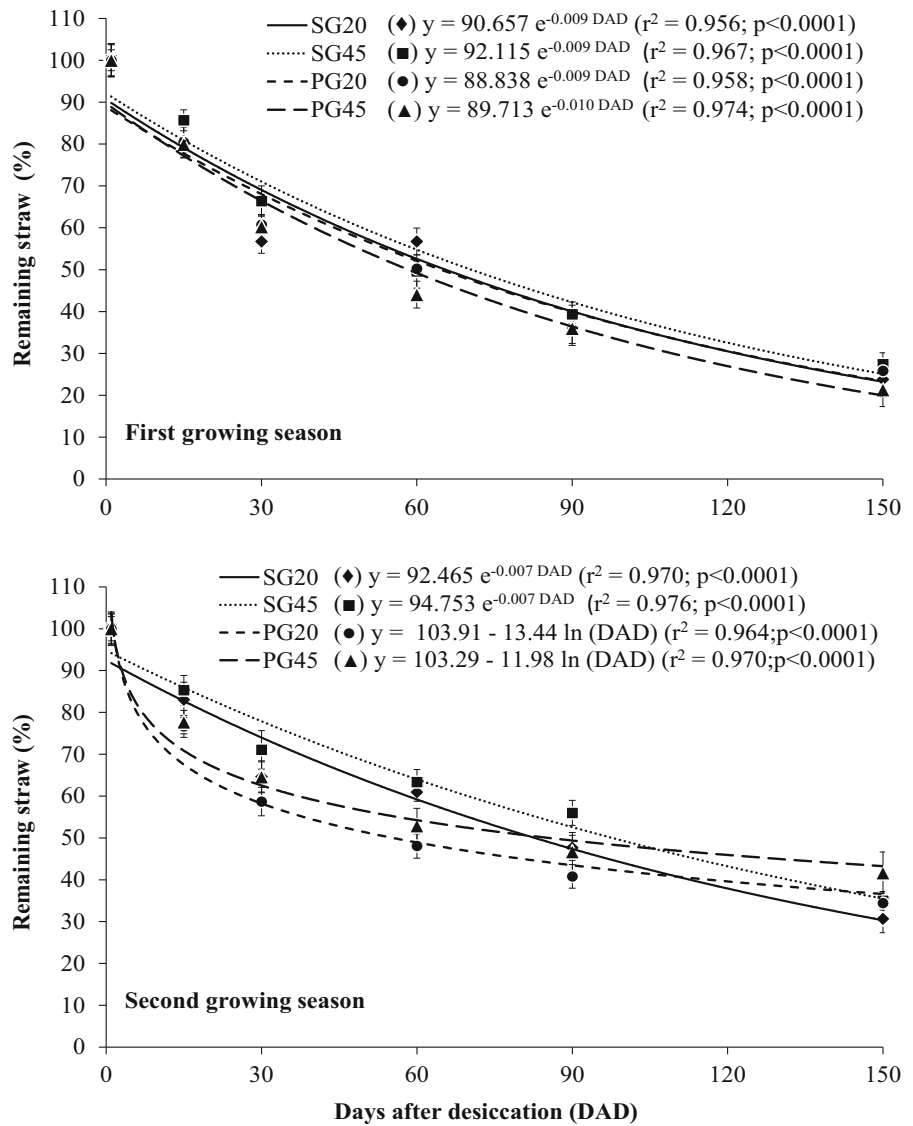 SG20 (♦) y = 90.657 e^-0.009 DAD (r² = 0.956; p<0.0001)
SG45 (■) y = 92.115 e^-0.009 DAD (r² = 0.967; p<0.0001)
PG20 (●) y = 88.838 e^-0.009 DAD (r² = 0.958; p<0.0001)
PG45 (▲) y = 89.713 e^-0.010 DAD (r² = 0.974; p<0.0001)
110
100
90
80
70
60
50
40
30
20
10
0
Remaining straw (%)
First growing season
0 30 60 90 120 150
SG20 (♦) y = 92.465 e^-0.007 DAD (r² = 0.970; p<0.0001)
SG45 (■) y = 94.753 e^-0.007 DAD (r² = 0.976; p<0.0001)
PG20 (●) y = 103.91 - 13.44 ln (DAD) (r² = 0.964;p<0.0001)
PG45 (▲) y = 103.29 - 11.98 ln (DAD) (r² = 0.970;p<0.0001)
110
100
90
80
70
60
50
40
30
20
10
0
Remaining straw (%)
Second growing season
0 30 60 90 120 150
Days after desiccation (DAD)